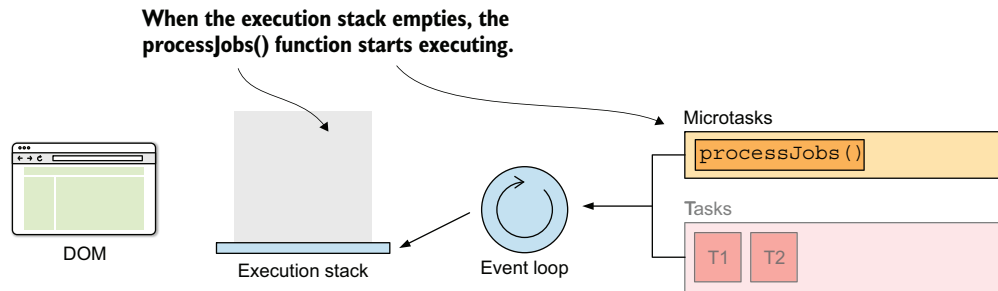 When the execution stack empties, the
processJobs() function starts executing.
Microtasks
processJobs()
Tasks
T1 T2
DOM
Execution stack
Event loop